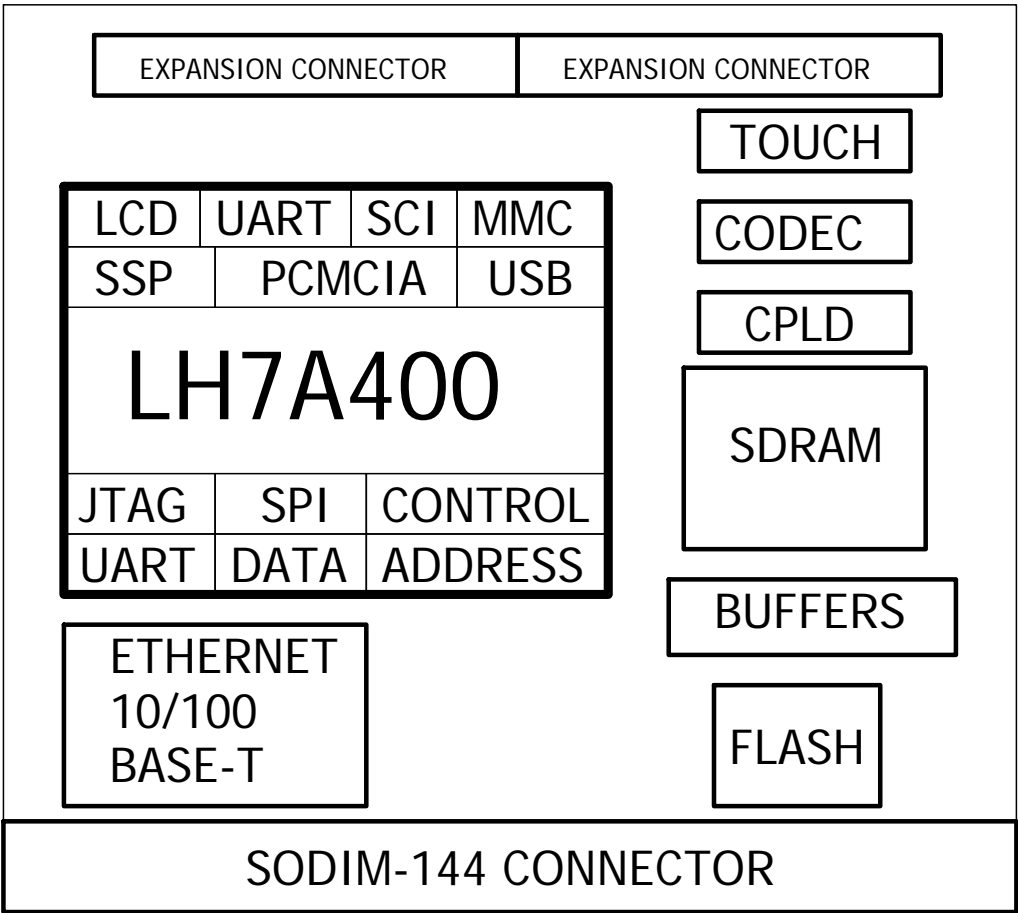 EXPANSION CONNECTOR EXPANSION CONNECTOR
TOUCH
LCD UART SCI MMC
CODEC
SSP PCMCIA USB
CPLD
LH7A400
SDRAM
JTAG SPI CONTROL
UART DATA ADDRESS
BUFFERS
ETHERNET
10/100
BASE-T
FLASH
SODIM-144 CONNECTOR